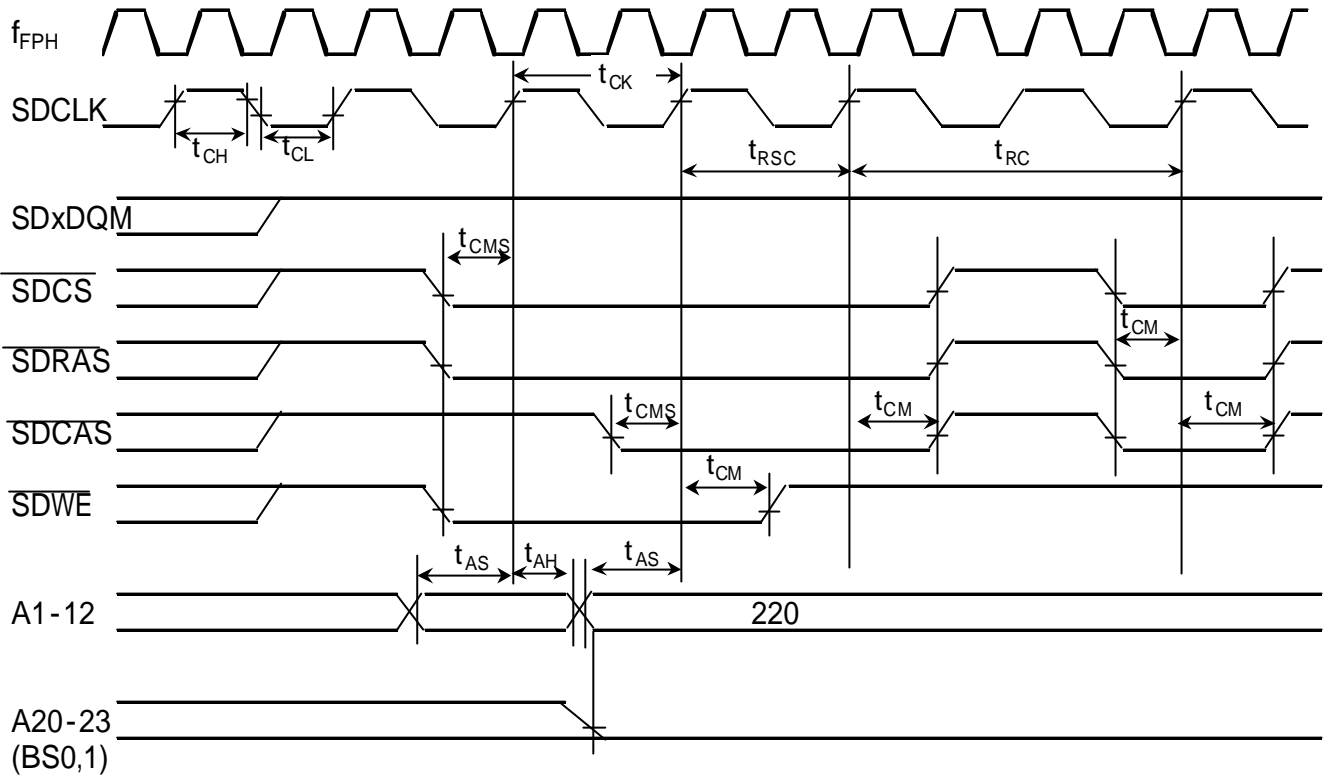 fFPH
tCK
SDCLK
tCH
tCL
tRSC
tRC
SDxDQM
tCMS
SDCS
tCM
SDRAS
tCMS
tCM
tCM
SDCAS
tCM
SDWE
tAS
tAH
tAS
A1-12
220
A20-23
(BS0,1)